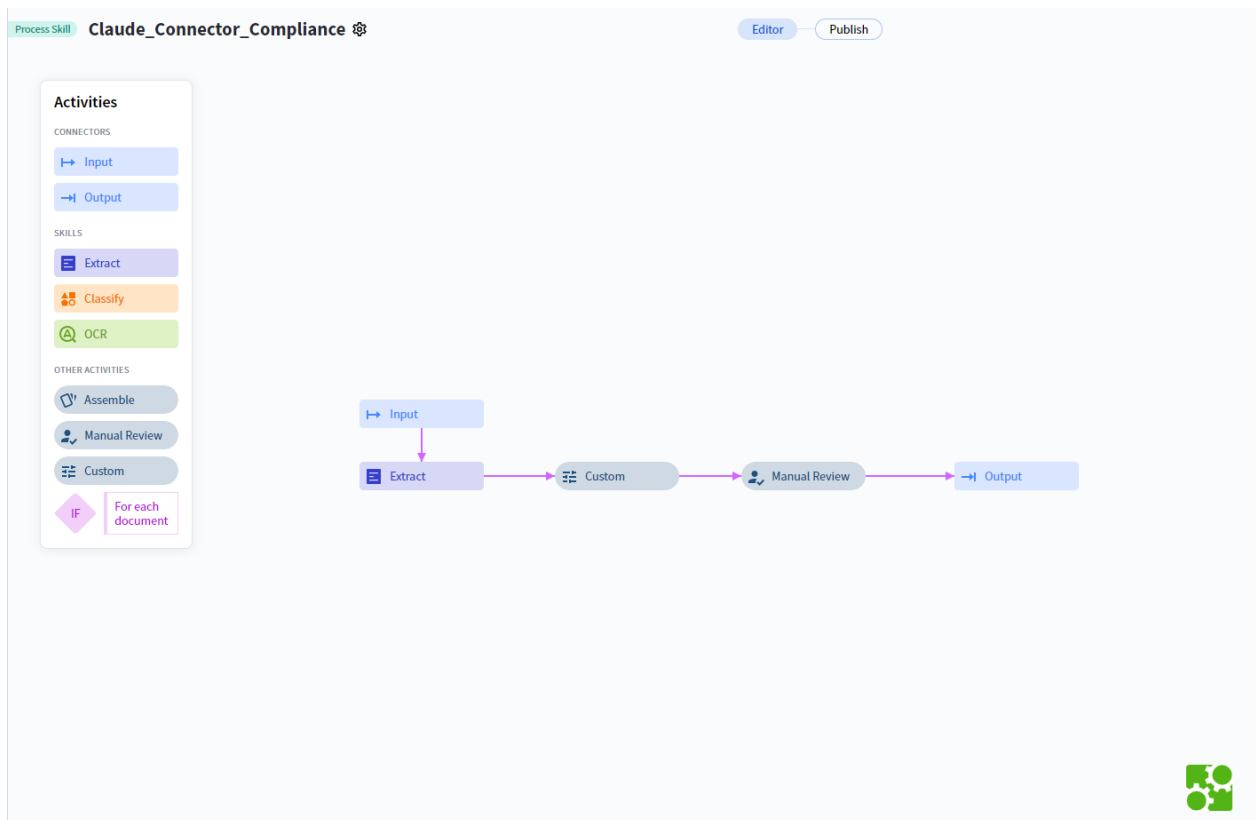 Process Skill
Claude_Connector_Compliance
Editor
Publish
Activities
CONNECTORS
Input
Output
SKILLS
Extract
Classify
OCR
OTHER ACTIVITIES
Assemble
Manual Review
Custom
IF
For each
document
Input
Extract
Custom
Manual Review
Output